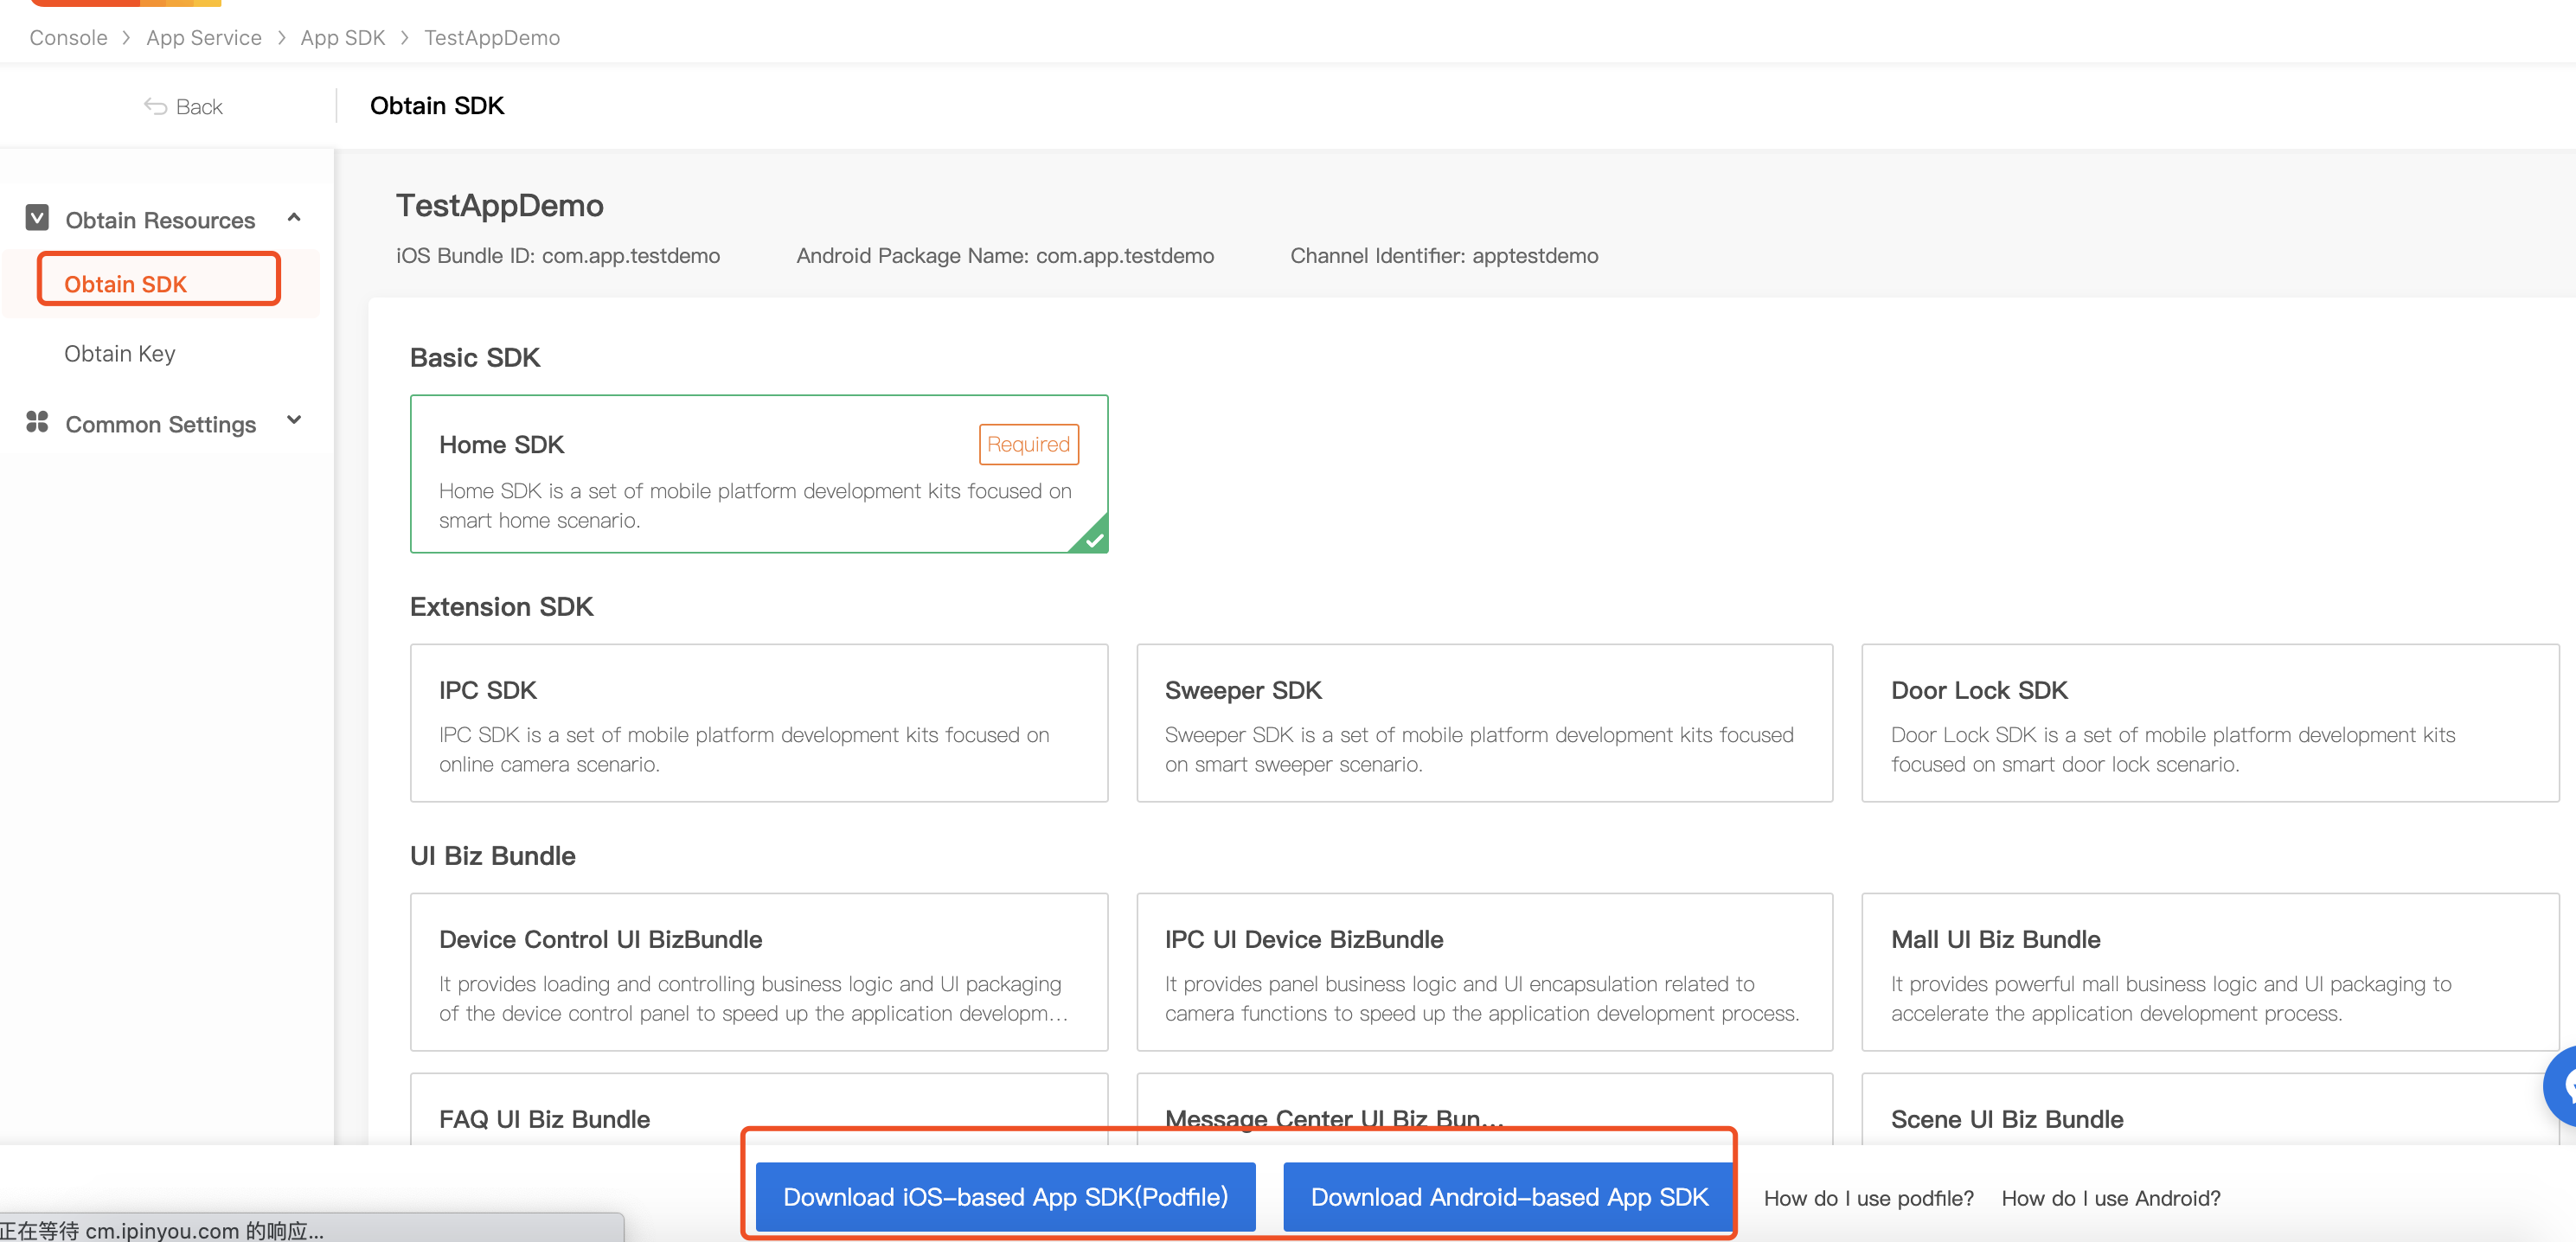 Console > App Service > App SDK > TestAppDemo
Back
Obtain SDK
Obtain Resources
Obtain SDK
Obtain Key
Common Settings
TestAppDemo
iOS Bundle ID: com.app.testdemo
Android Package Name: com.app.testdemo
Channel Identifier: apptestdemo
Basic SDK
Home SDK
Required
Home SDK is a set of mobile platform development kits focused on
smart home scenario.
Extension SDK
IPC SDK
IPC SDK is a set of mobile platform development kits focused on
online camera scenario.
Sweeper SDK
Sweeper SDK is a set of mobile platform development kits focused
on smart sweeper scenario.
Door Lock SDK
Door Lock SDK is a set of mobile platform development kits
focused on smart door lock scenario.
UI Biz Bundle
Device Control UI BizBundle
It provides loading and controlling business logic and UI packaging
of the device control panel to speed up the application developm...
IPC UI Device BizBundle
It provides panel business logic and UI encapsulation related to
camera functions to speed up the application development process.
Mall UI Biz Bundle
It provides powerful mall business logic and UI packaging to
accelerate the application development process.
FAQ UI Biz Bundle
Message Center UI Biz Bun...
Scene UI Biz Bundle
Download iOS-based App SDK(Podfile)
Download Android-based App SDK
How do I use podfile?
How do I use Android?
正在等待 cm.ipinyou.com 的响应...